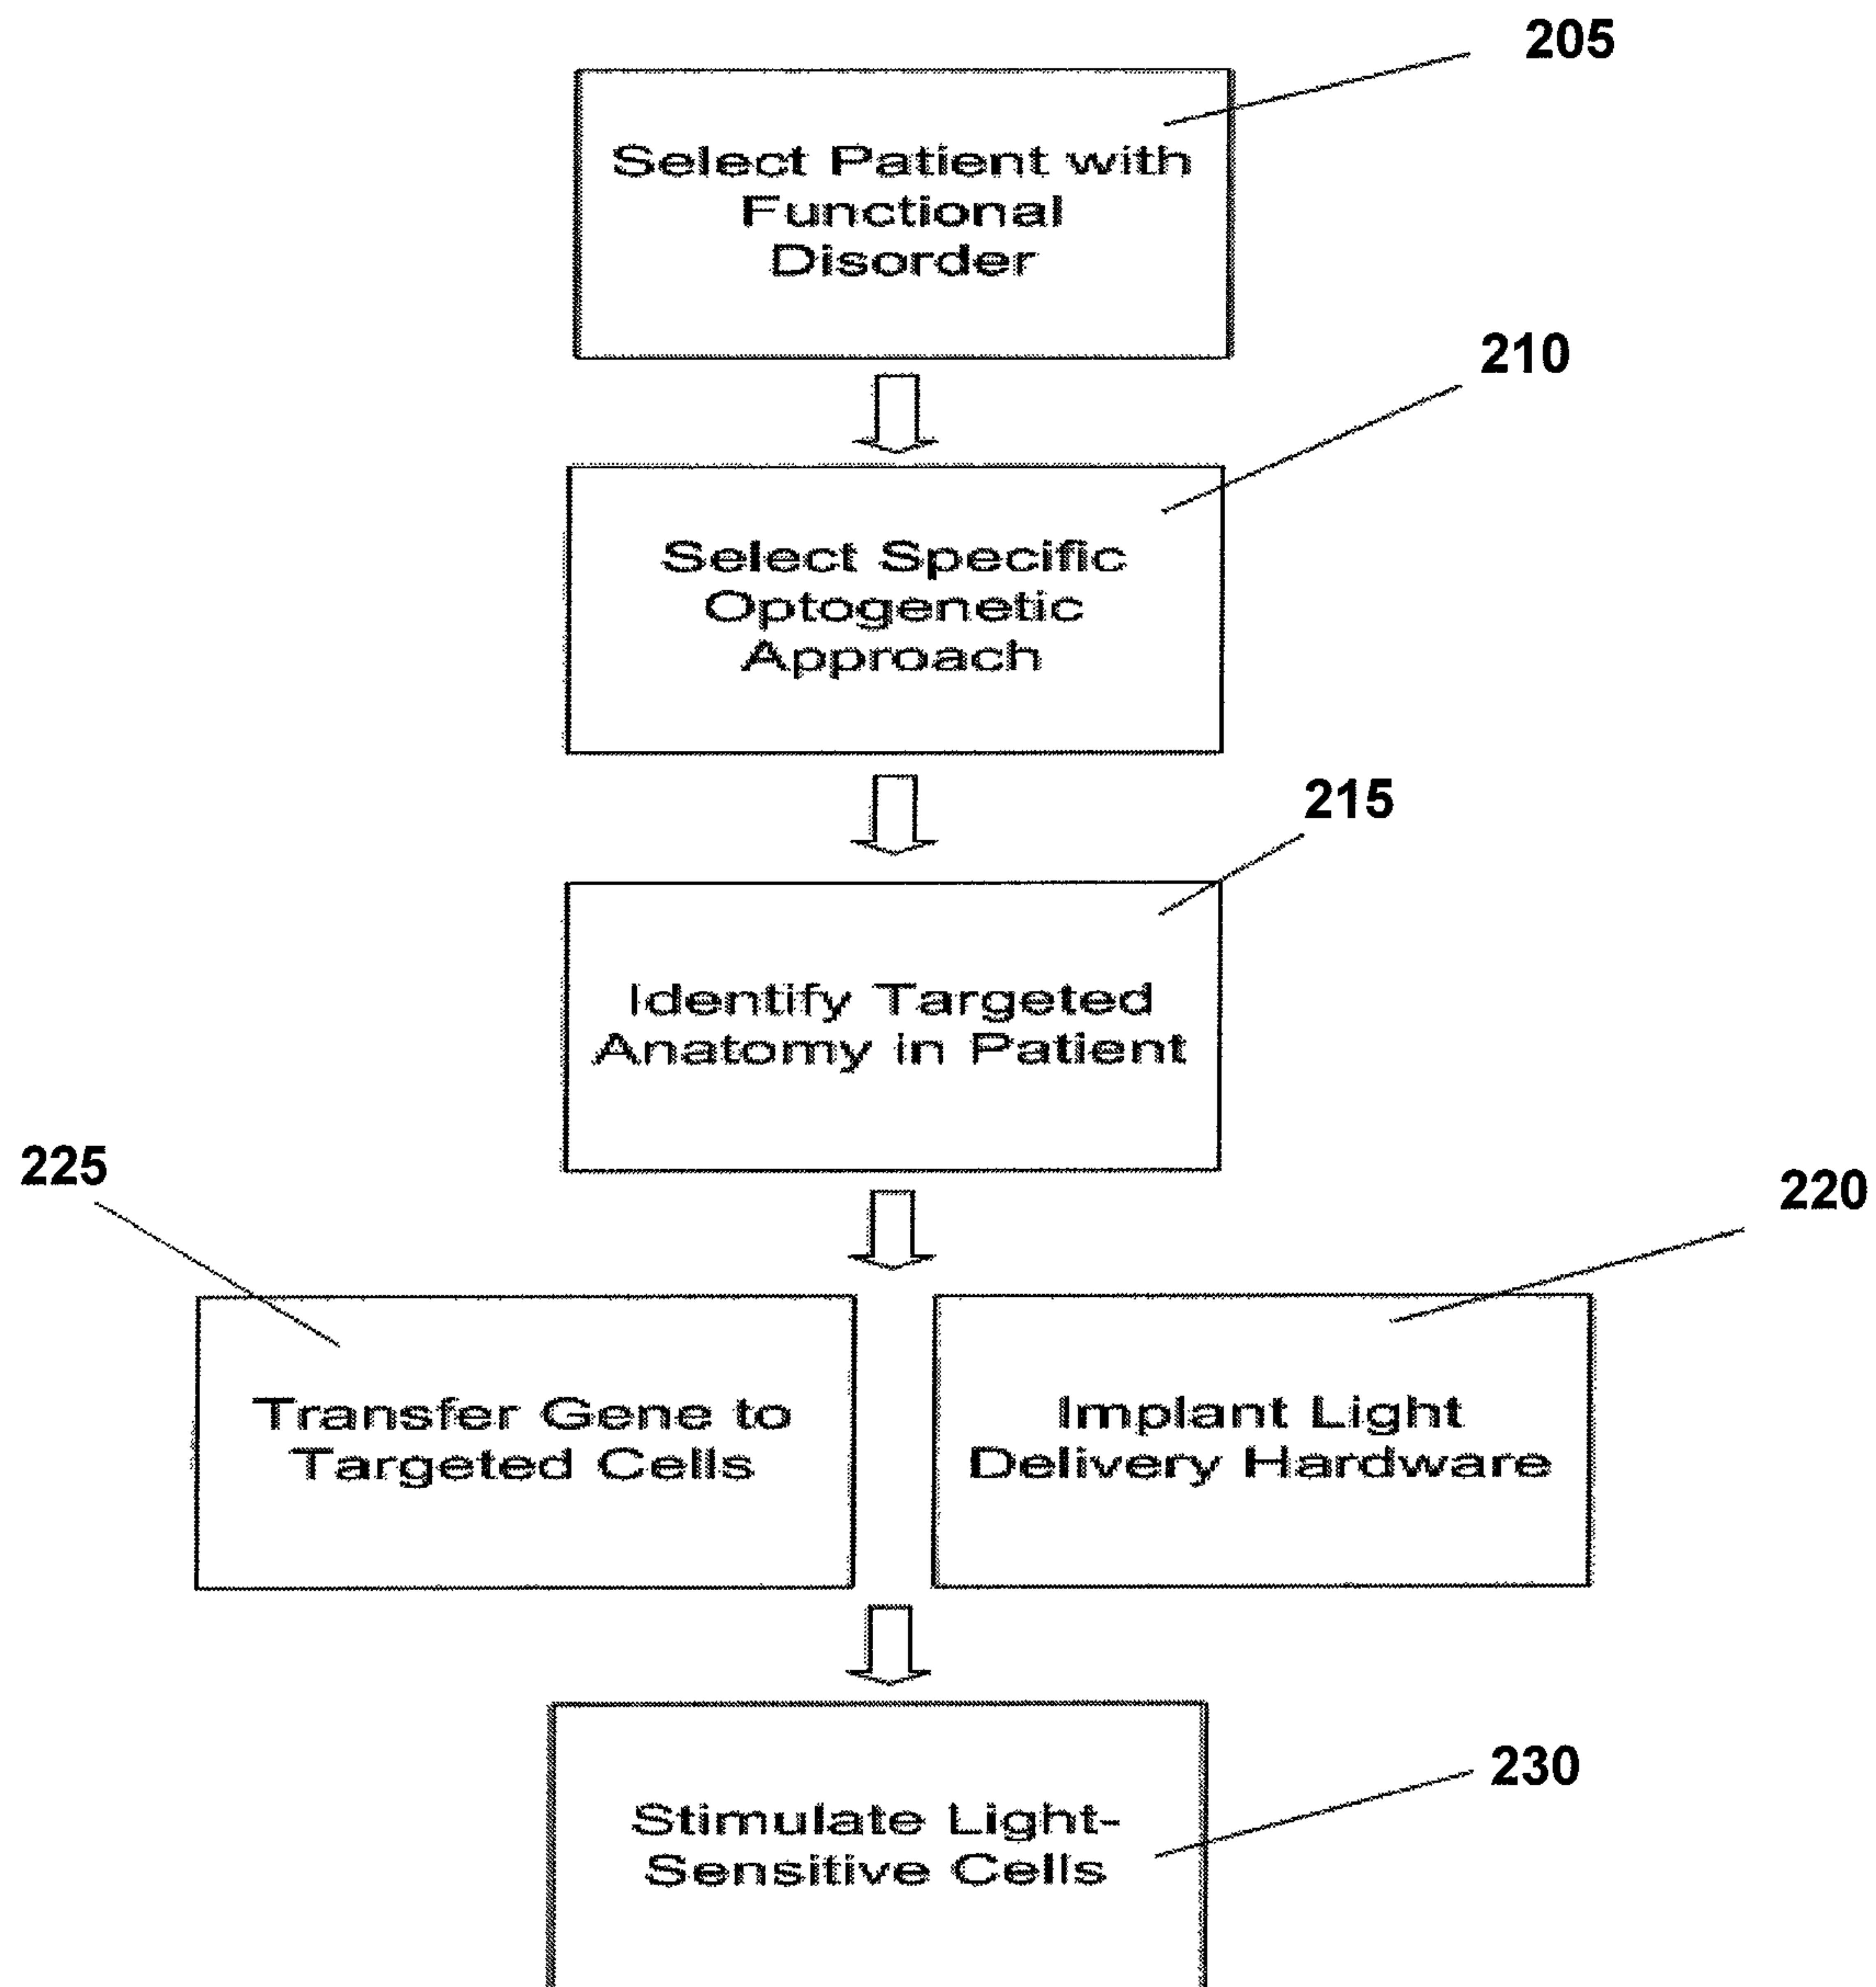 205
Select Patient with
Functional
Disorder
210
Select Specific
Optogenetic
Approach
215
Identify Targeted
Anatomy in Patient
225
220
Transfer Gene to
Targeted Cells
Implant Light
Delivery Hardware
230
Stimulate Light-
Sensitive Cells